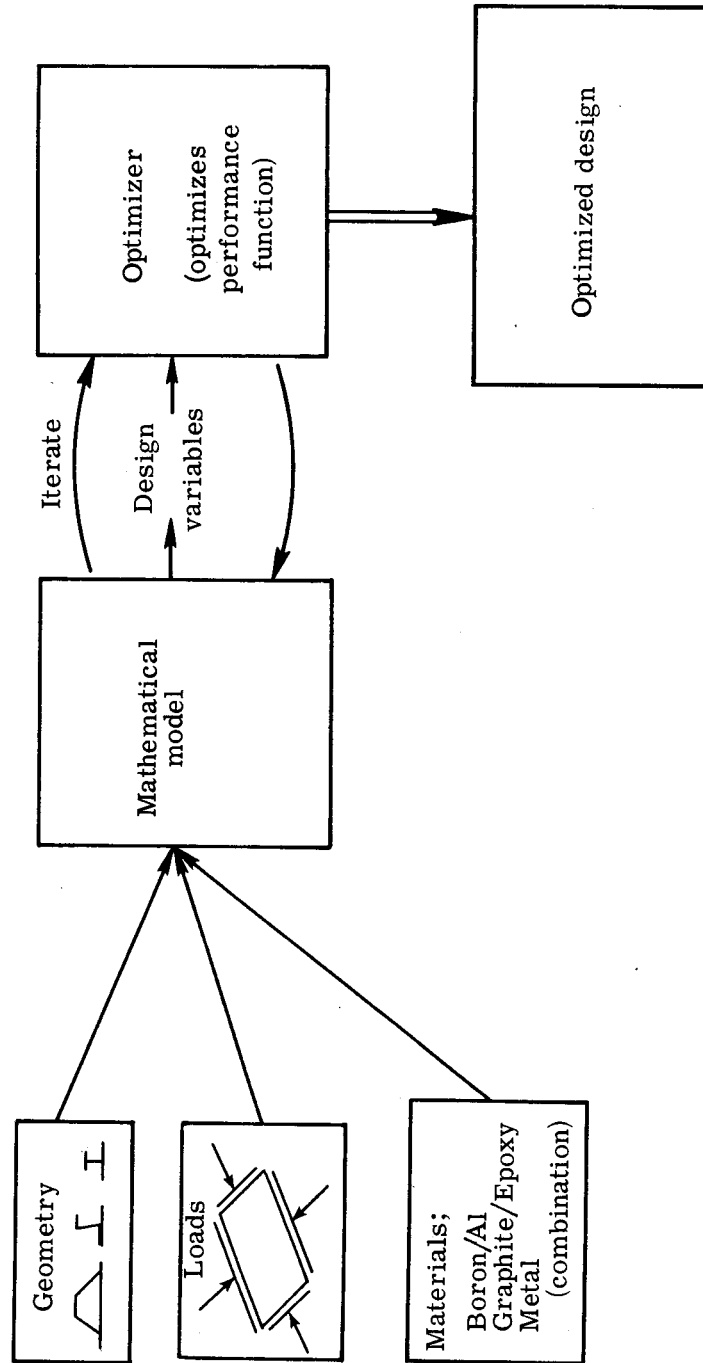 Geometry
Loads
Materials;
Boron/Al
Graphite/Epoxy
Metal
(combination)
Mathematical
model
Iterate
Design
variables
Optimizer
(optimizes
performance
function)
Optimized design